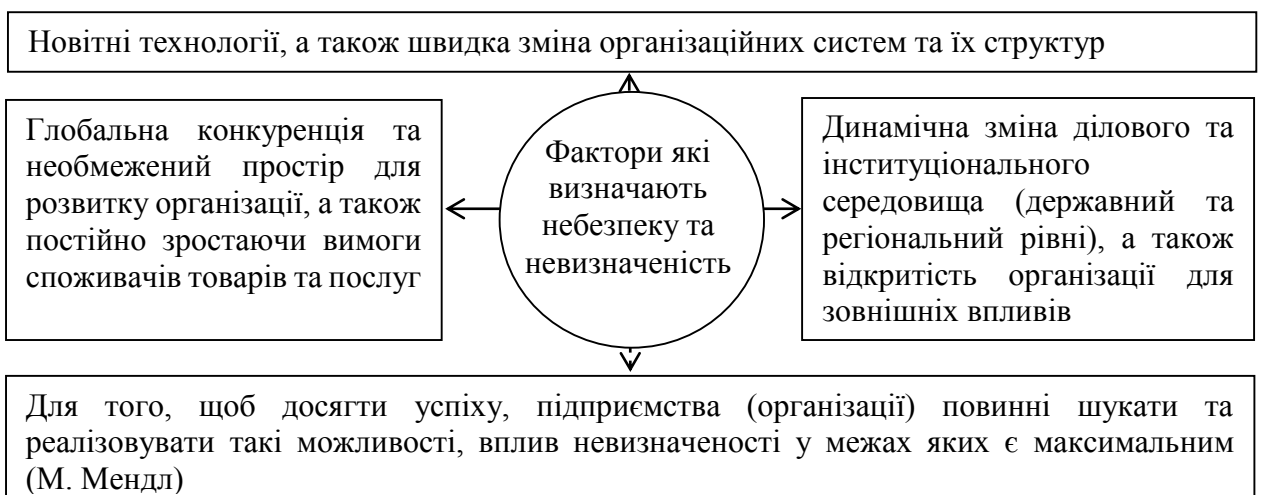 Новітні технології, а також швидка зміна організаційних систем та їх структур
Глобальна конкуренція та
необмежений простір для
розвитку організації, а також
постійно зростаючи вимоги
споживачів товарів та послуг
Фактори які
визначають
небезпеку та
невизначеність
Динамічна зміна ділового та
інституціонального
середовища (державний та
регіональний рівні), а також
відкритість організації для
зовнішніх впливів
Для того, щоб досягти успіху, підприємства (організації) повинні шукати та
реалізовувати такі можливості, вплив невизначеності у межах яких є максимальним
(М. Мендл)